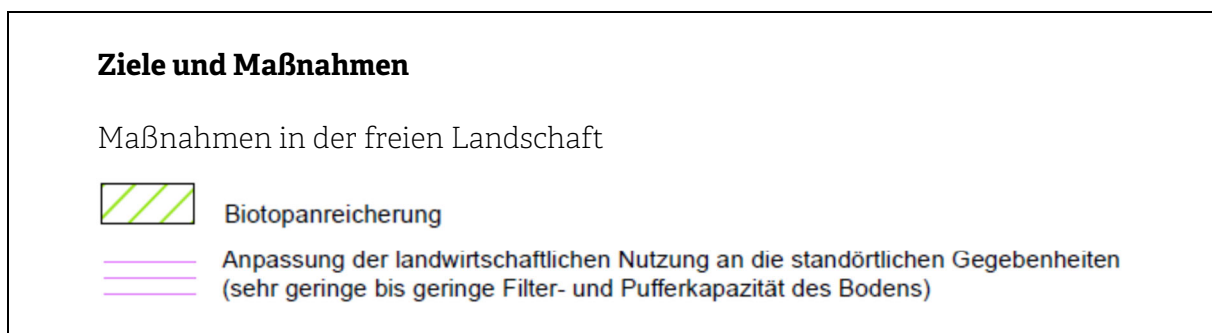 Ziele und Maßnahmen
Maßnahmen in der freien Landschaft
Biotopanreicherung
Anpassung der landwirtschaftlichen Nutzung an die standörtlichen Gegebenheiten
(sehr geringe bis geringe Filter- und Pufferkapazität des Bodens)